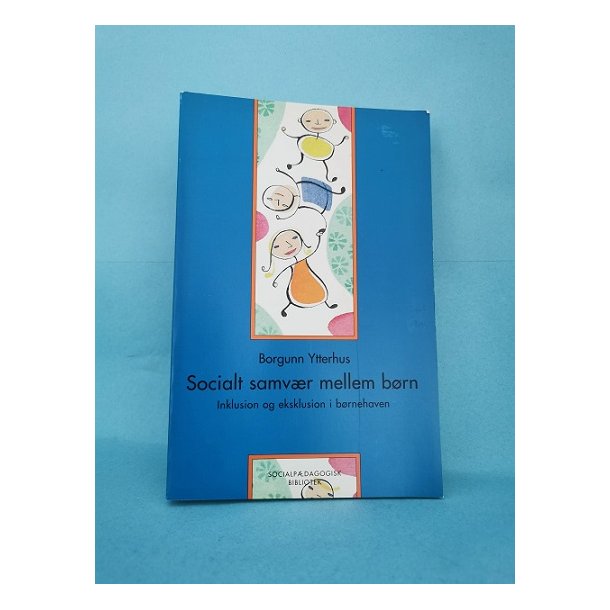 Borgunn Ytterhus
Socialt samvær mellem børn
Inklusion og eksklusion i børnehaven
SOCIALPÆDAGOGISK
BIBLIOTEK